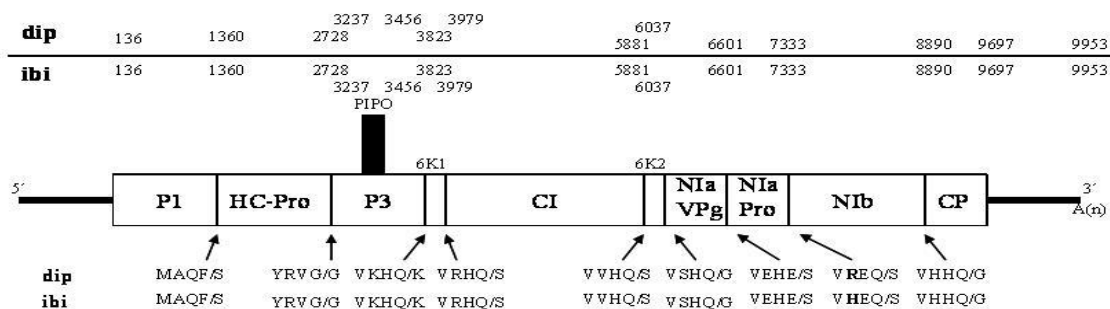 3237 3456 3979
6037
dip 136 1360 2728 3823 5881 6601 7333 8890 9697 9953
ibi 136 1360 2728 3823 5881 6601 7333 8890 9697 9953
3237 3456 3979 6037
PIPO
6K1 6K2
5´ P1 HC-Pro P3 CI NIa VPg NIa Pro NIb CP 3´
A(n)
dip MAQF/S YRVG/G VKHQ/K VRHQ/S VVHQ/S VSHQ/G VEHE/S VREQ/S VHHQ/G
ibi MAQF/S YRVG/G VKHQ/K VRHQ/S VVHQ/S VSHQ/G VEHE/S VHEQ/S VHHQ/G